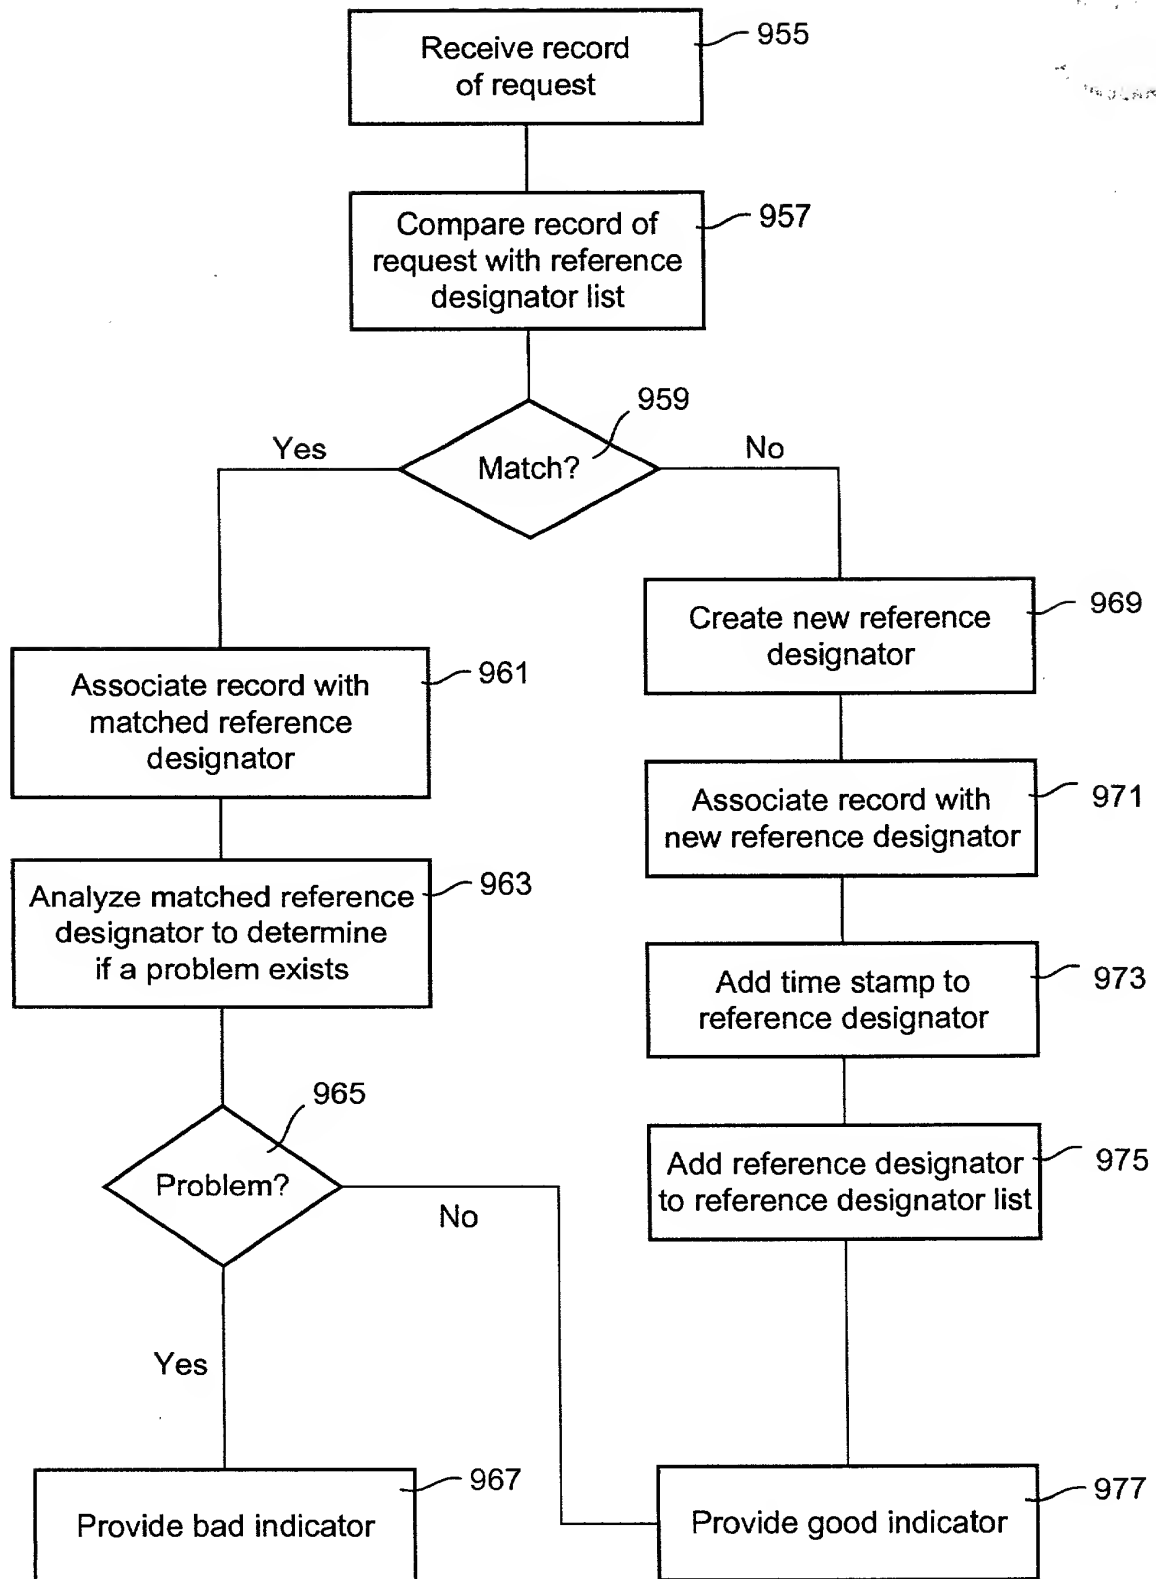 Receive record
of request
955
Compare record of
request with reference
designator list
957
959
Match?
Yes
No
Create new reference
designator
969
Associate record with
matched reference
designator
961
Associate record with
new reference designator
971
Analyze matched reference
designator to determine
if a problem exists
963
Add time stamp to
reference designator
973
965
Problem?
No
Yes
Add reference designator
to reference designator list
975
Provide bad indicator
967
Provide good indicator
977